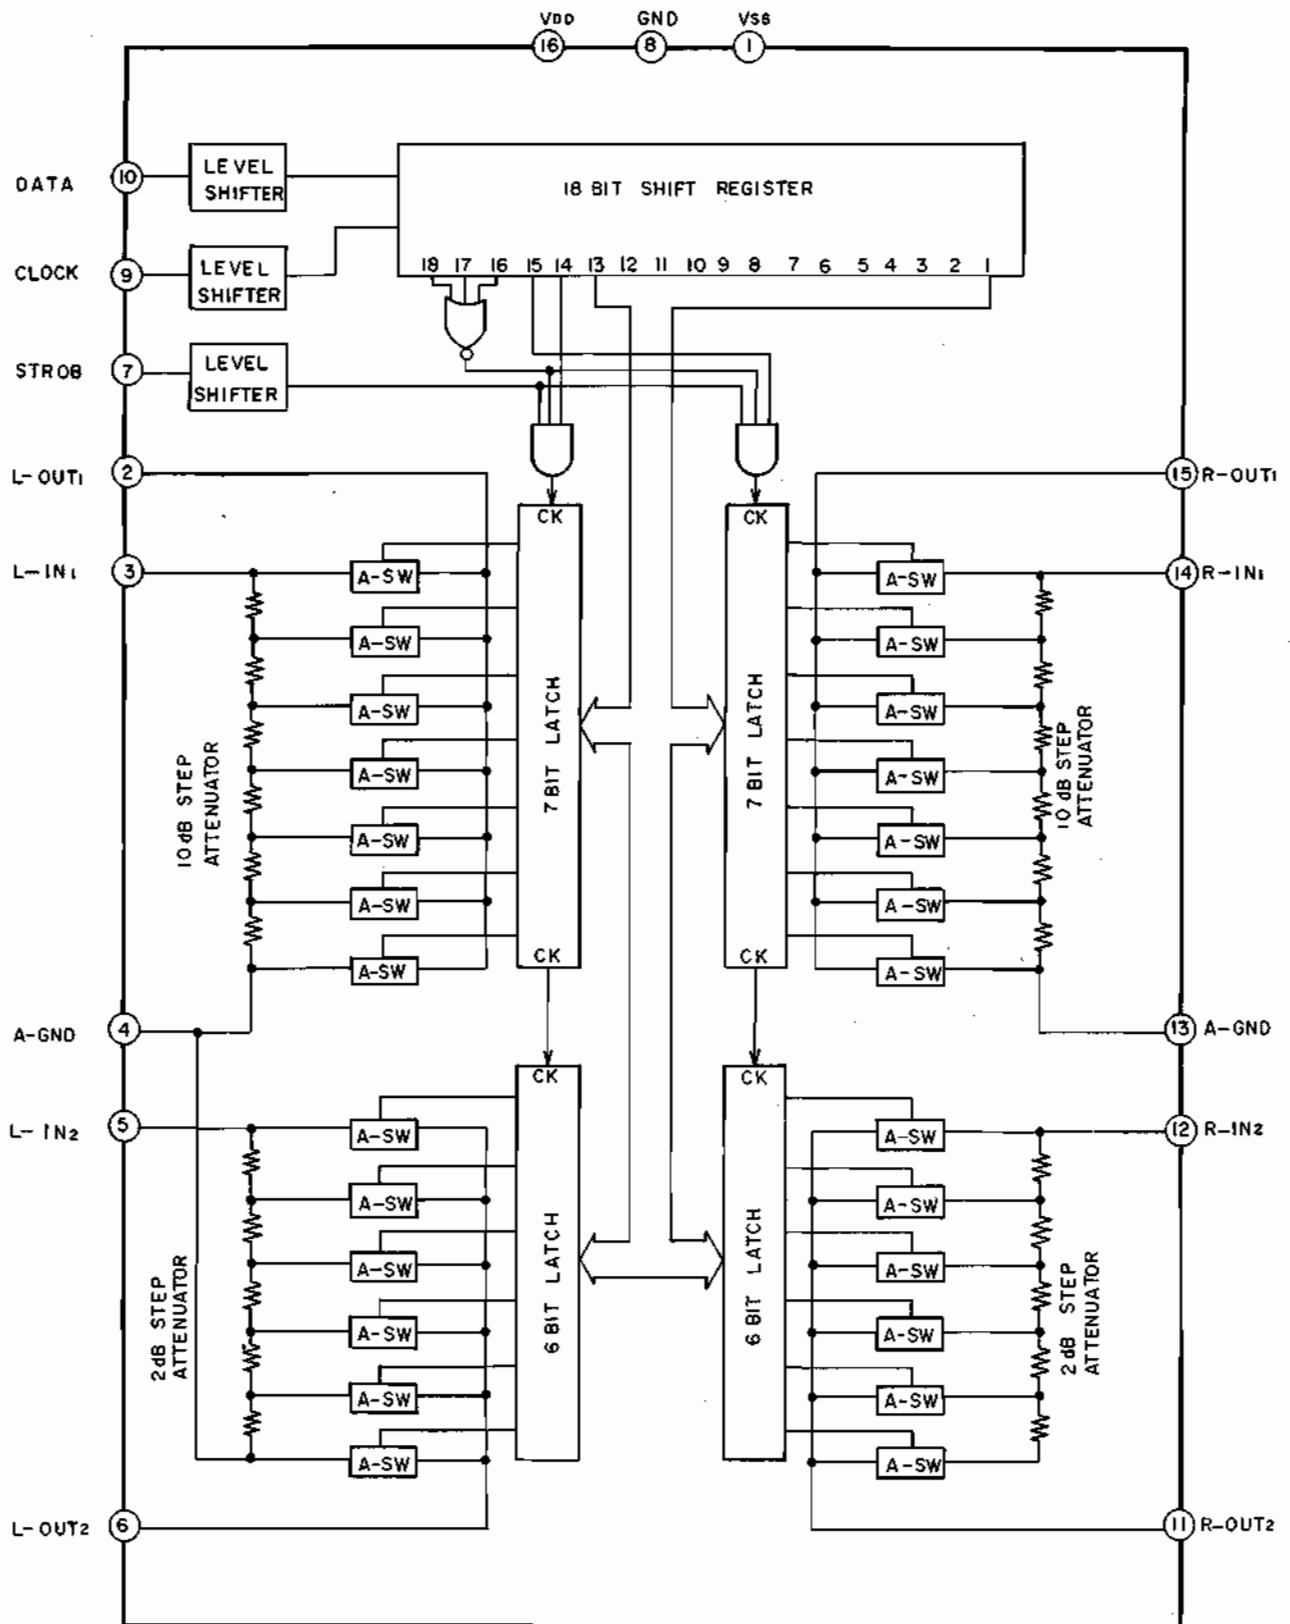 VDD GND VSS
16 8 1
DATA 10 LEVEL SHIFTER
18 BIT SHIFT REGISTER
CLOCK 9 LEVEL SHIFTER
18 17 16 15 14 13 12 11 10 9 8 7 6 5 4 3 2 1
STROB 7 LEVEL SHIFTER
L-OUT1 2
15 R-OUT1
CK
CK
L-IN1 3
14 R-IN1
A-SW
A-SW
A-SW
A-SW
A-SW
A-SW
A-SW
10dB STEP
ATTENUATOR
7 BIT LATCH
7 BIT LATCH
A-SW
A-SW
A-SW
A-SW
A-SW
A-SW
A-SW
10dB STEP
ATTENUATOR
CK
CK
A-GND 4
13 A-GND
CK
CK
L-IN2 5
12 R-IN2
A-SW
A-SW
A-SW
A-SW
A-SW
A-SW
2dB STEP
ATTENUATOR
6 BIT LATCH
6 BIT LATCH
A-SW
A-SW
A-SW
A-SW
A-SW
A-SW
2dB STEP
ATTENUATOR
L-OUT2 6
11 R-OUT2